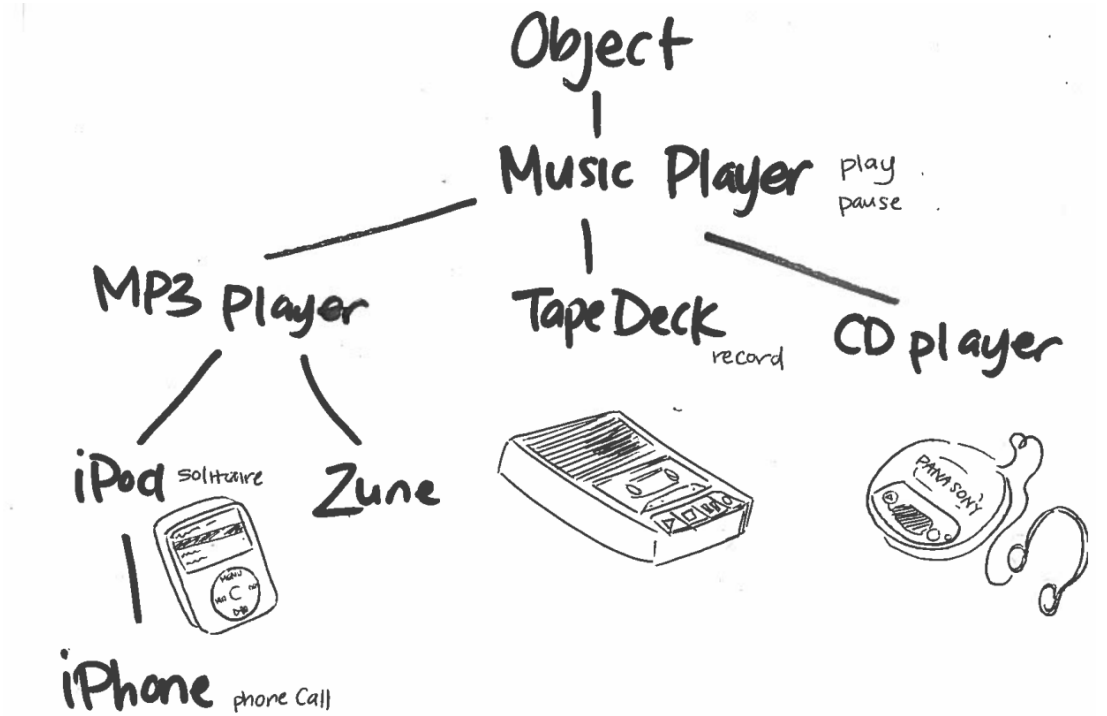 Object
Music Player
play
pause
MP3 Player
Tape Deck
record
CD player
iPod
solitaire
Zune
PANASONY
MENU
iPhone
phone Call